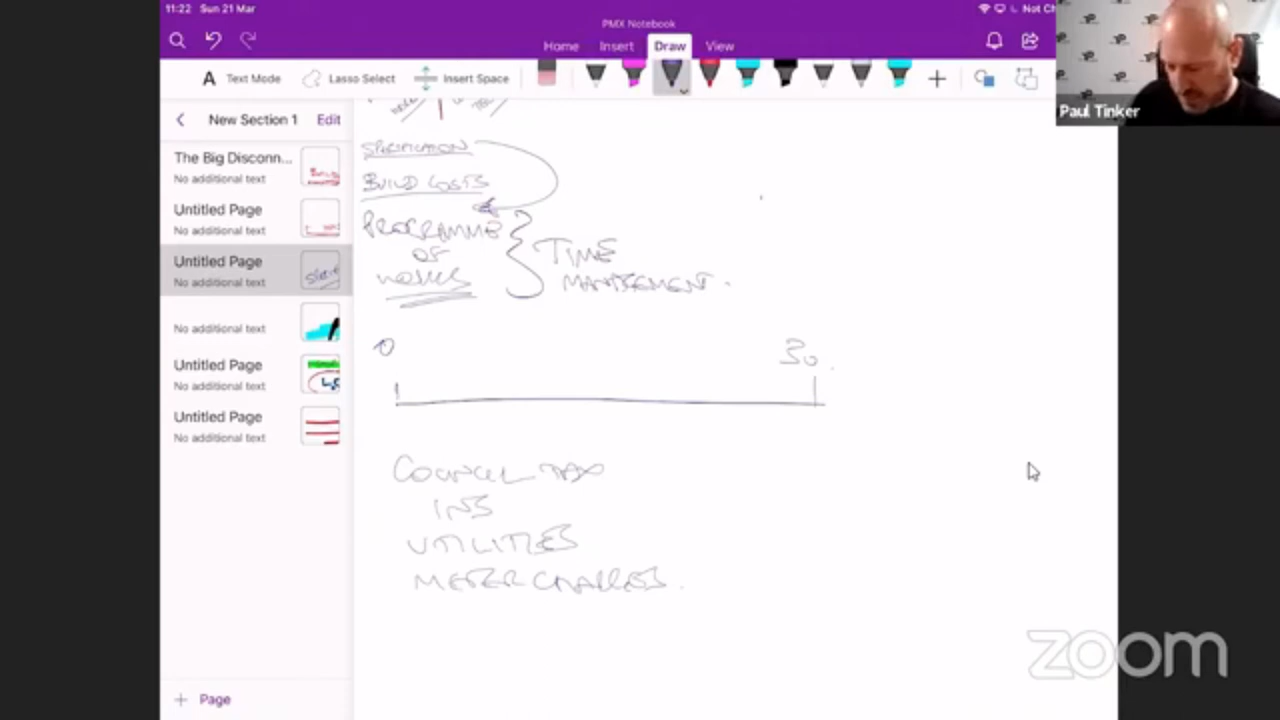 11:22 Sun 21 Mar
PMX Notebook
Home Insert Draw View
Text Mode Lasso Select Insert Space
Paul Tinker
New Section 1 Edit
The Big Disconn...
No additional text
Untitled Page
No additional text
Untitled Page
No additional text
No additional text
Untitled Page
No additional text
Untitled Page
No additional text
+ Page
SPECIFICATION
BUILD COSTS
PROGRAMME
OF
WORKS
TIME
MANAGEMENT.
0 30.
COUNCIL TAX
INS
UTILITIES
METER CHARGES.
zoom